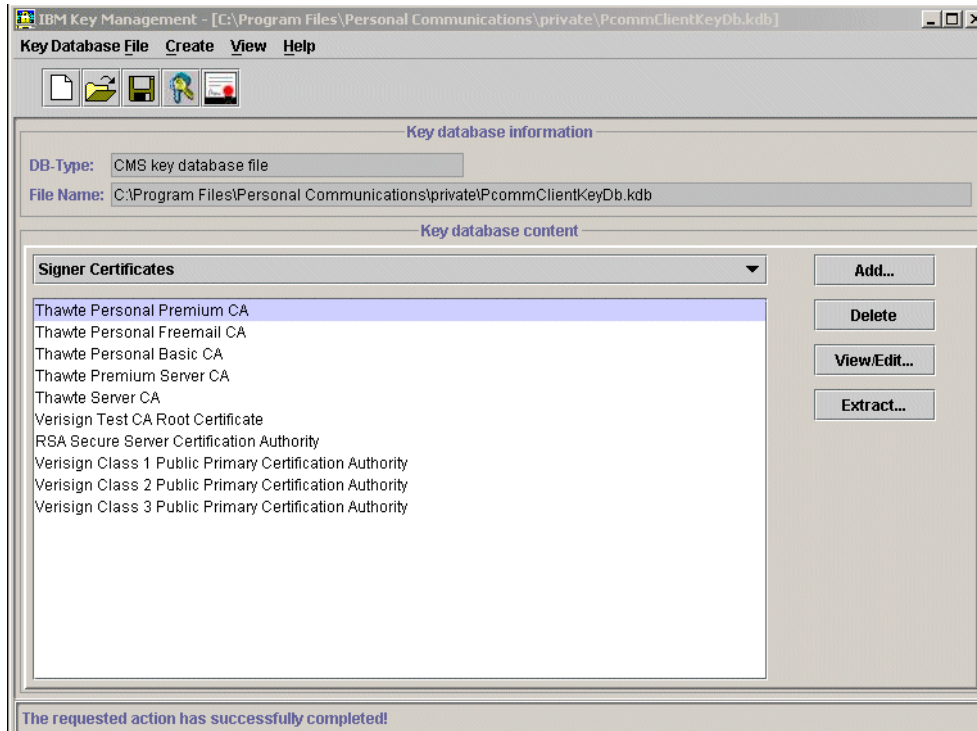 IBM Key Management - [C:\Program Files\Personal Communications\private\PcommClientKeyDb.kdb]
Key Database File Create View Help
Key database information
DB-Type: CMS key database file
File Name: C:\Program Files\Personal Communications\private\PcommClientKeyDb.kdb
Key database content
Signer Certificates
Add...
Thawte Personal Premium CA
Delete
Thawte Personal Freemail CA
Thawte Personal Basic CA
View/Edit...
Thawte Premium Server CA
Thawte Server CA
Extract...
Verisign Test CA Root Certificate
RSA Secure Server Certification Authority
Verisign Class 1 Public Primary Certification Authority
Verisign Class 2 Public Primary Certification Authority
Verisign Class 3 Public Primary Certification Authority
The requested action has successfully completed!